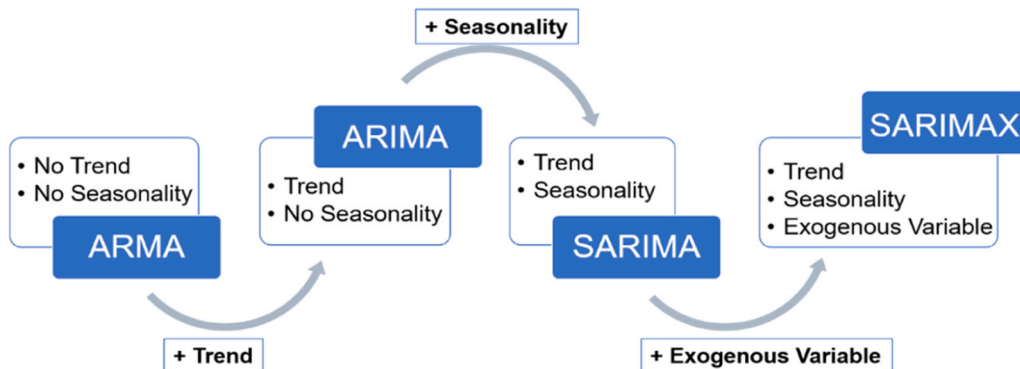 + Seasonality
• No Trend
• No Seasonality
ARMA
ARIMA
• Trend
• No Seasonality
• Trend
• Seasonality
SARIMA
SARIMAX
• Trend
• Seasonality
• Exogenous Variable
+ Trend
+ Exogenous Variable